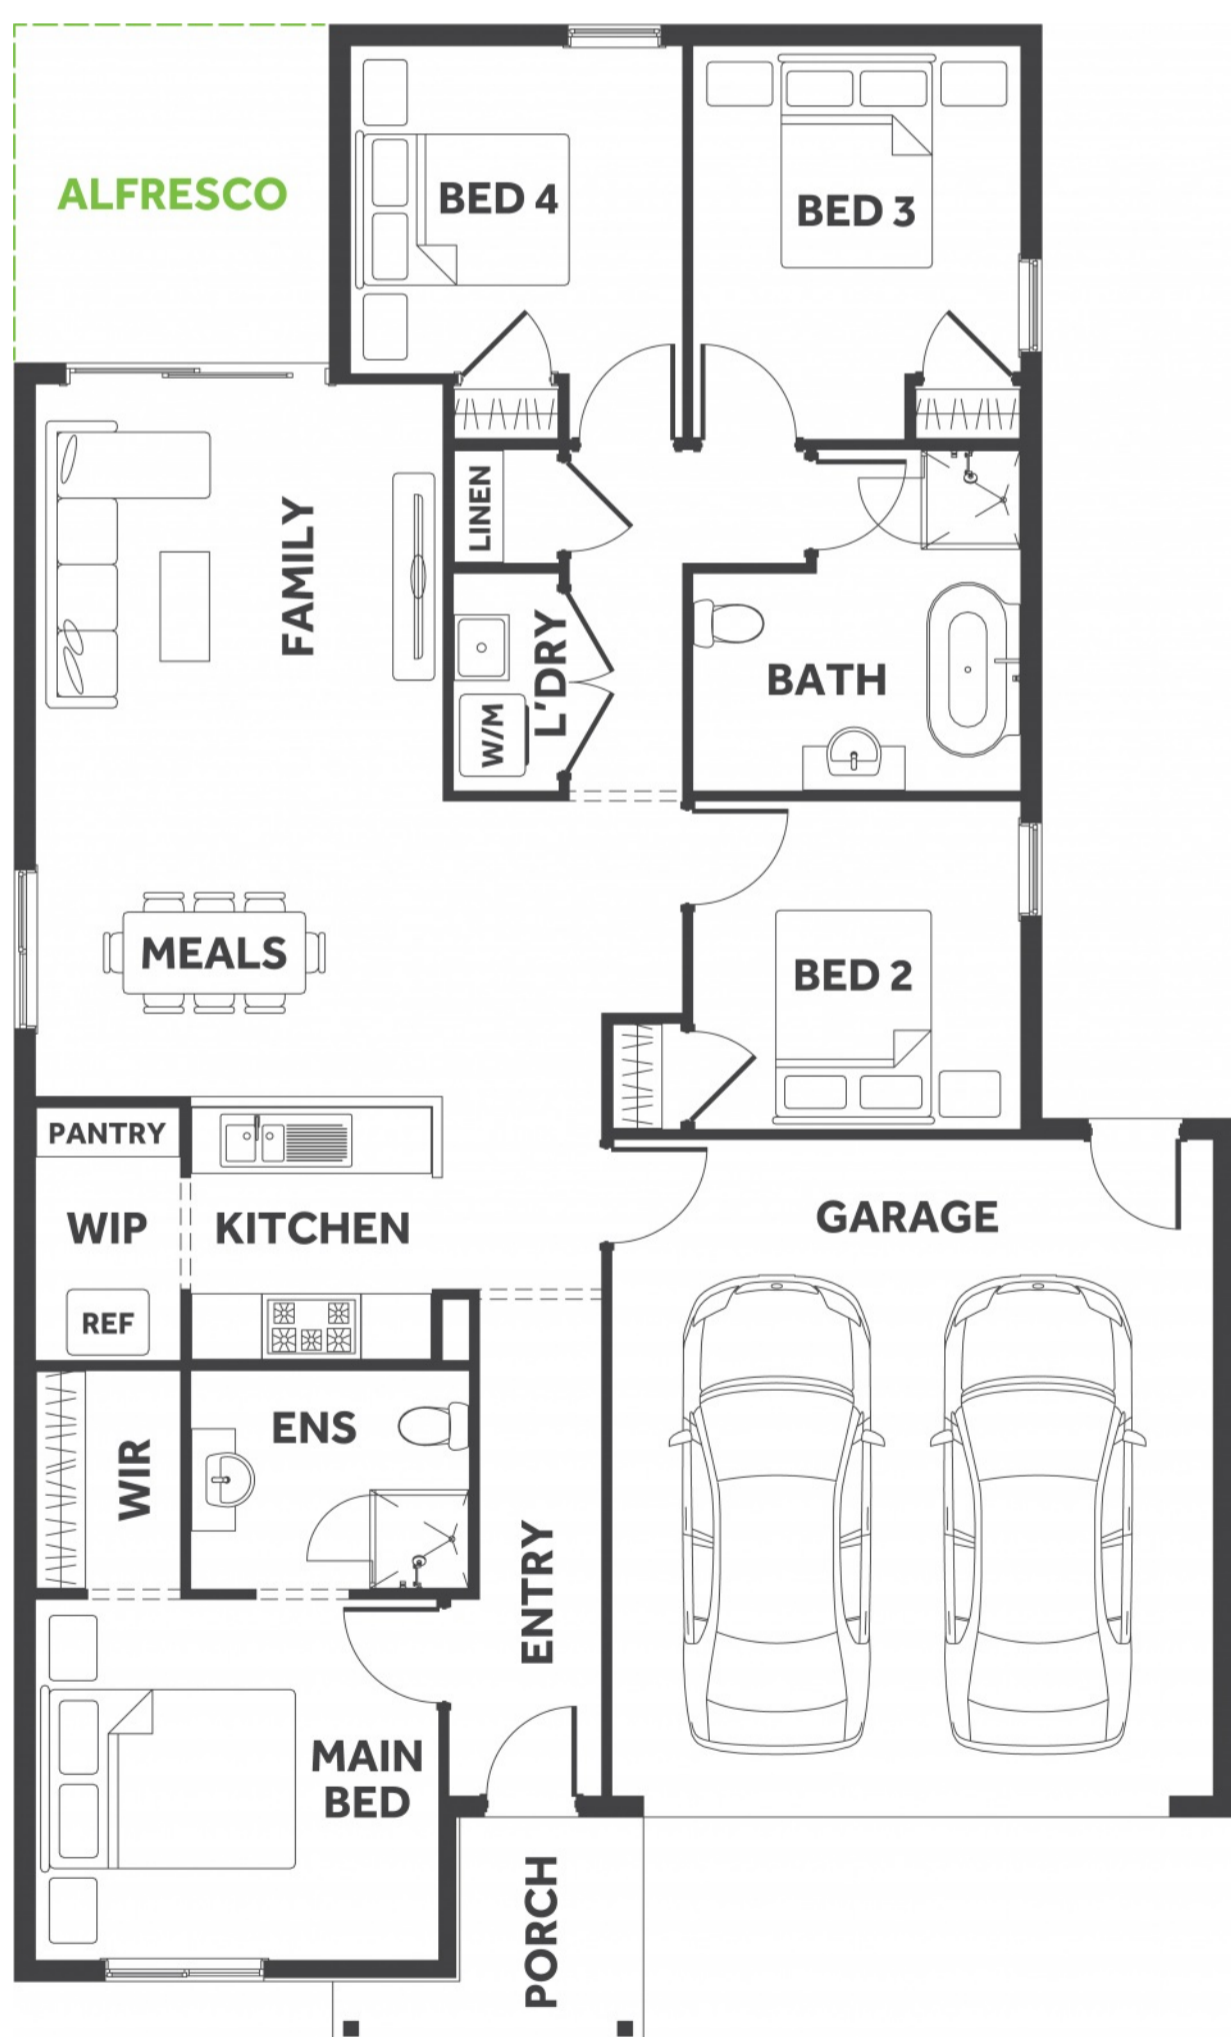 ALFRESCO
BED 4
BED 3
LINEN
FAMILY
L'DRY
W/M
BATH
MEALS
BED 2
PANTRY
WIP
KITCHEN
GARAGE
REF
WIR
ENS
ENTRY
MAIN
BED
PORCH